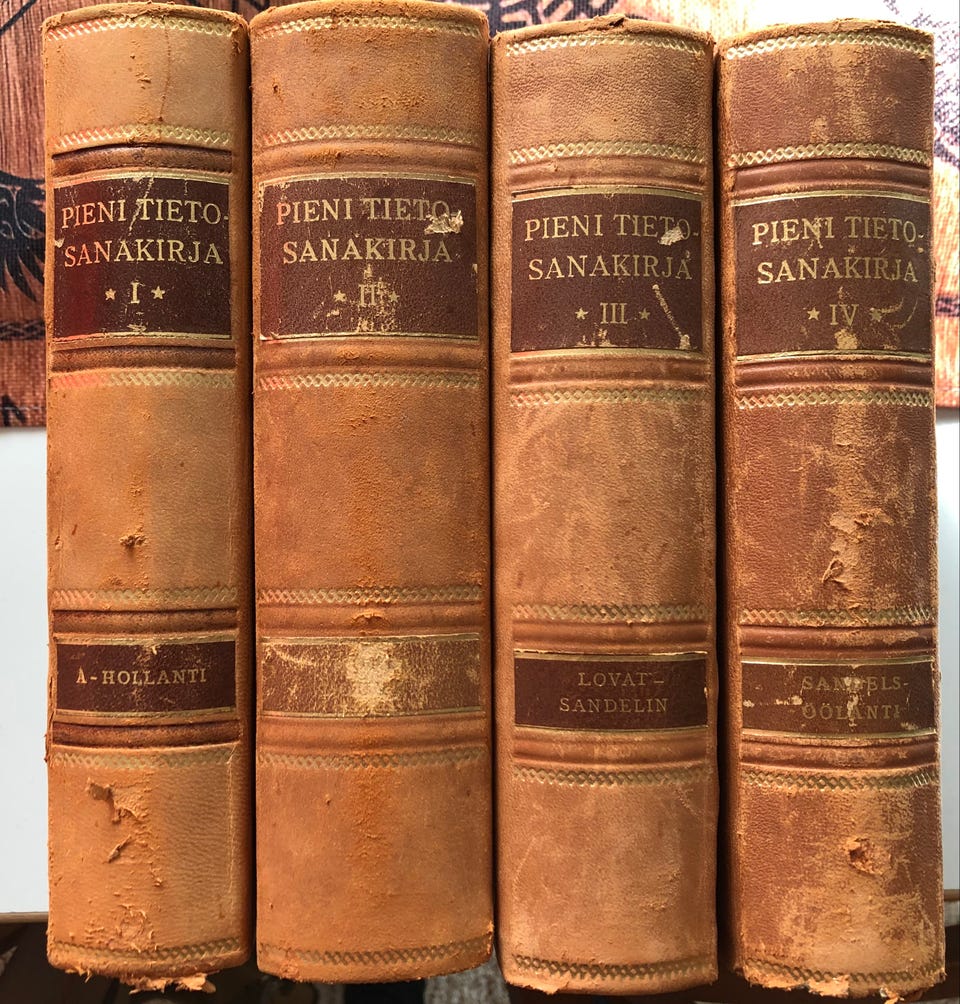 PIENI TIETO-
SANAKIRJA
★ I ★
A-HOLLANTI
PIENI TIETO-
SANAKIRJA
★ II ★
PIENI TIETO-
SANAKIRJA
★ III ★
LOVAT-
SANDELIN
PIENI TIETO-
SANAKIRJA
★ IV ★
SANDELS-
ÖÖLANTI